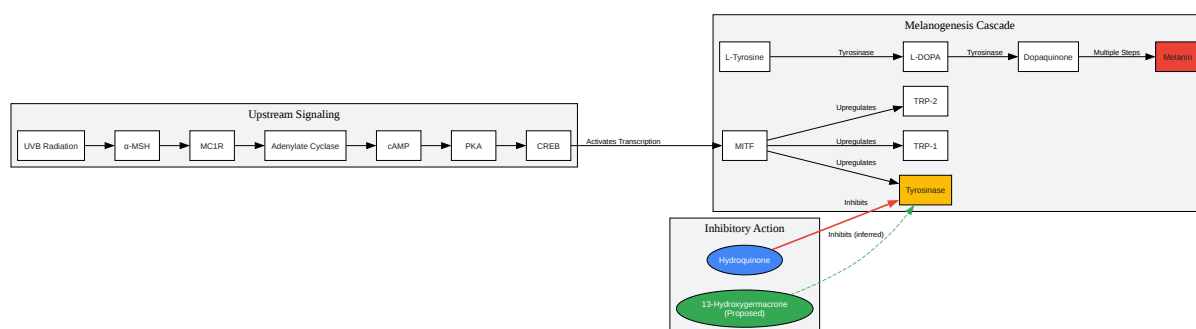 Melanogenesis Cascade
L-Tyrosine
Tyrosinase
L-DOPA
Tyrosinase
Dopaquinone
Multiple Steps
Melanin
Upstream Signaling
UVB Radiation
α-MSH
MC1R
Adenylate Cyclase
cAMP
PKA
CREB
Activates Transcription
MITF
Upregulates
TRP-2
Upregulates
TRP-1
Upregulates
Tyrosinase
Inhibitory Action
Inhibits
Inhibits (inferred)
Hydroquinone
13-Hydroxygermacrone
(Proposed)